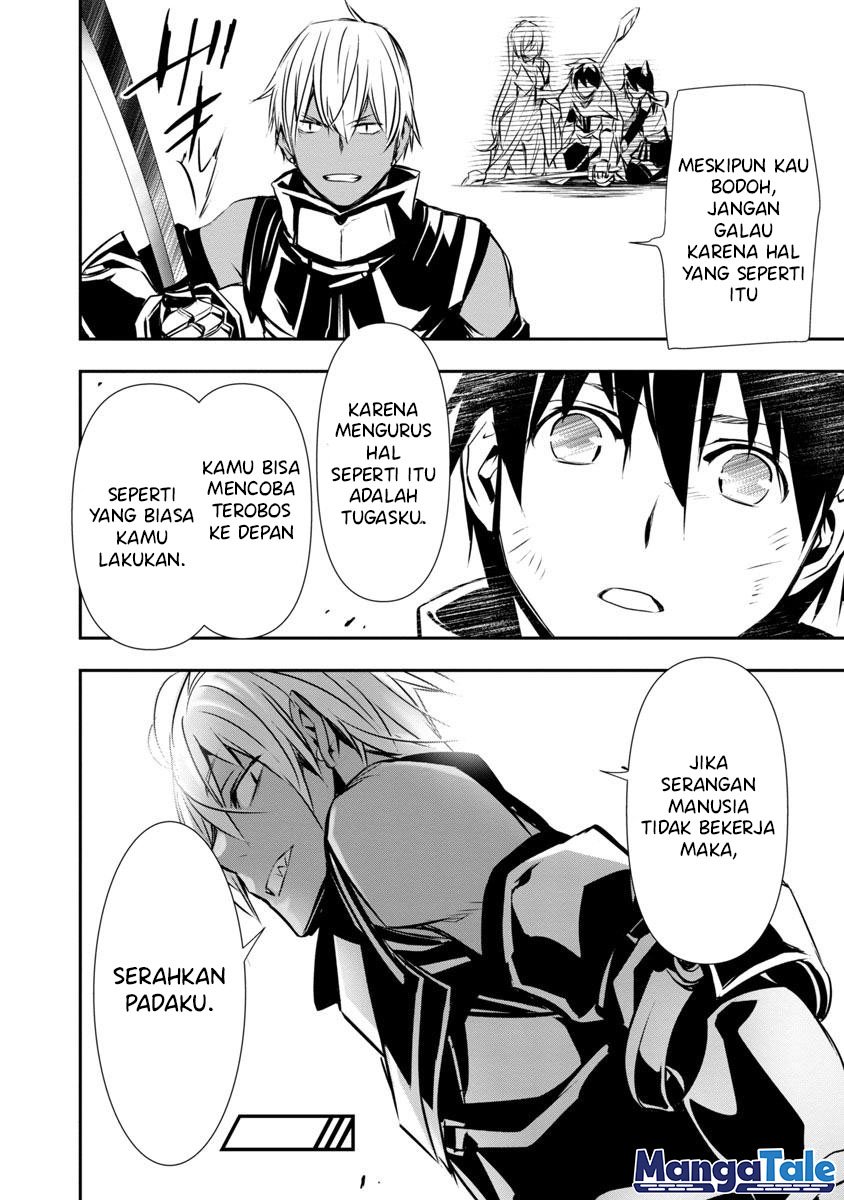 MESKIPUN KAU
BODOH,
JANGAN
GALAU
KARENA HAL
YANG SEPERTI
ITU
KARENA
MENGURUS
HAL
SEPERTI ITU
ADALAH
TUGASKU.
KAMU BISA
MENCOBA
TEROBOS
KE DEPAN
SEPERTI
YANG BIASA
KAMU
LAKUKAN.
JIKA
SERANGAN
MANUSIA
TIDAK BEKERJA
MAKA,
SERAHKAN
PADAKU.
MangaTale